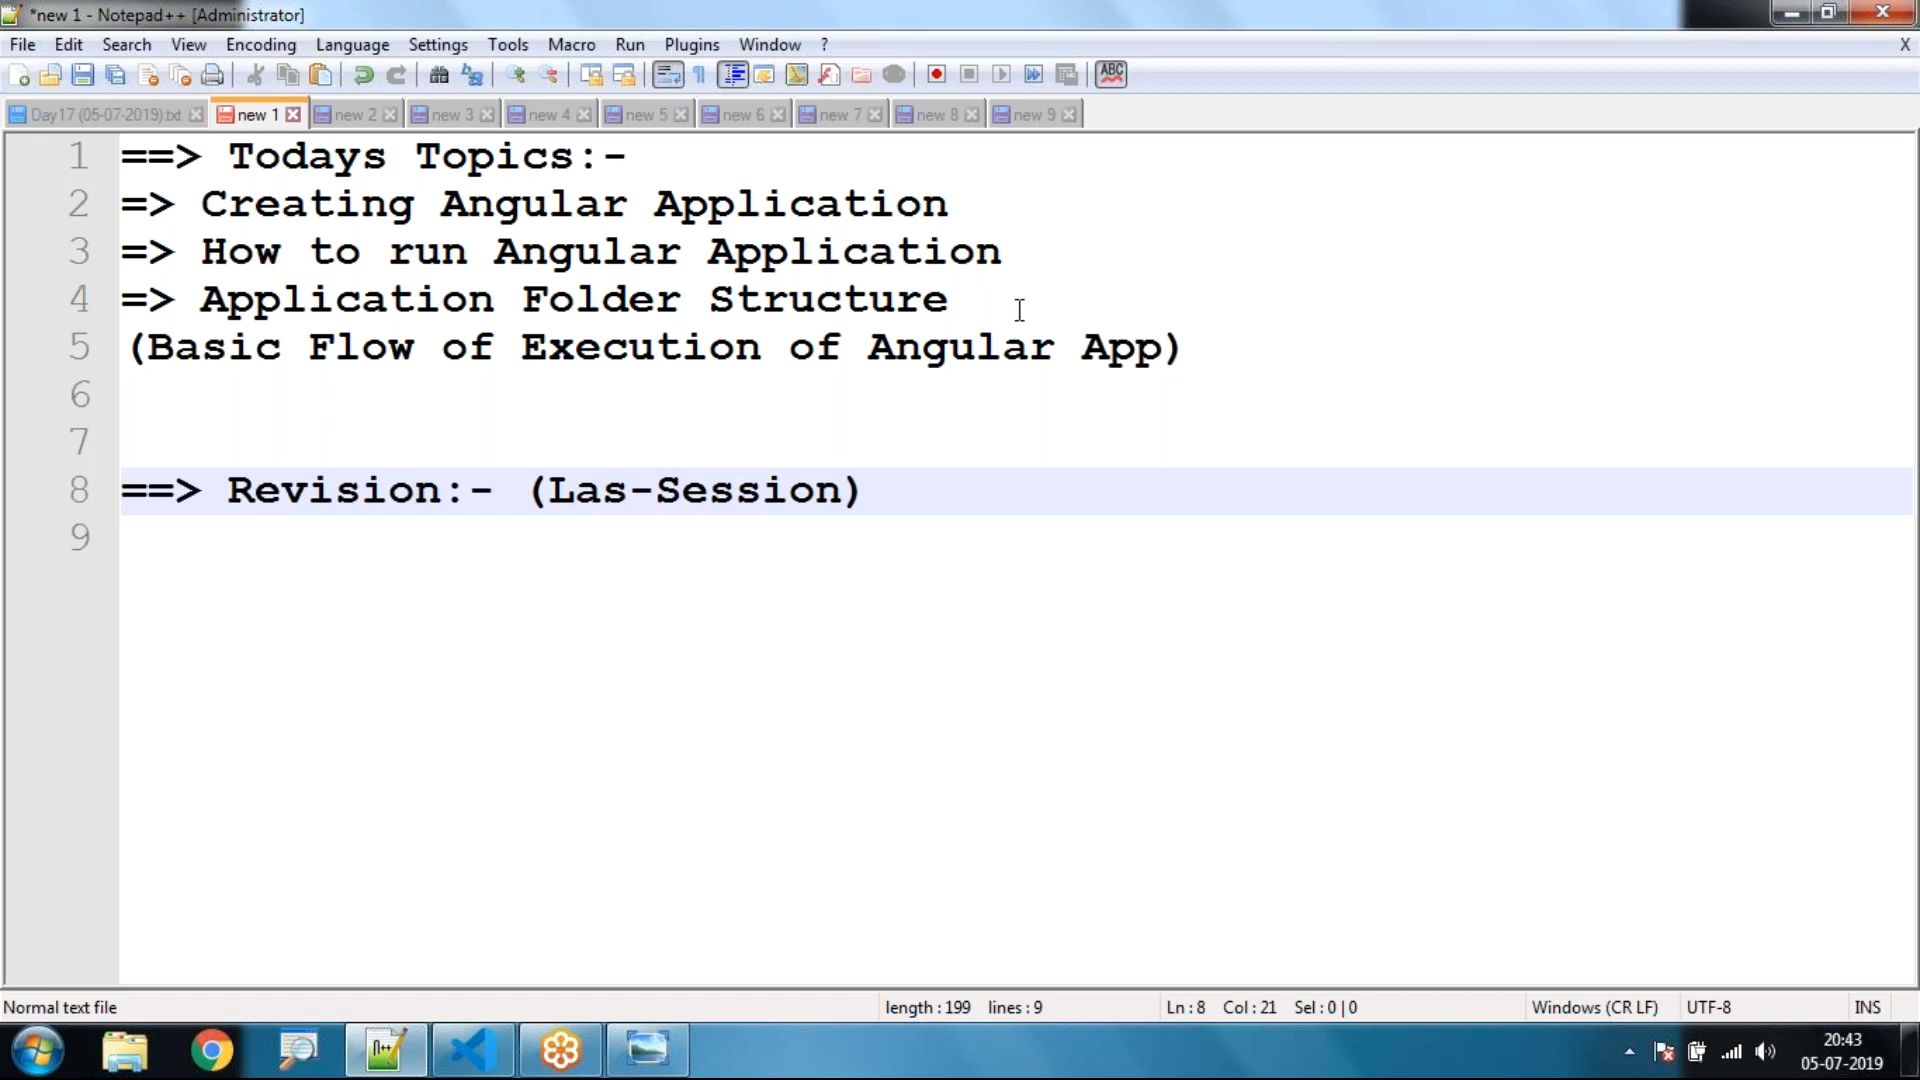 *new 1 - Notepad++ [Administrator]
File Edit Search View Encoding Language Settings Tools Macro Run Plugins Window ? X
ABC
Day17 (05-07-2019).txt new 1 new 2 new 3 new 4 new 5 new 6 new 7 new 8 new 9
1 ==> Todays Topics:-
2 => Creating Angular Application
3 => How to run Angular Application
4 => Application Folder Structure
5 (Basic Flow of Execution of Angular App)
6
7
8 ==> Revision:- (Las-Session)
9
Normal text file length : 199 lines : 9 Ln : 8 Col : 21 Sel : 0 | 0 Windows (CR LF) UTF-8 INS
20:43
05-07-2019